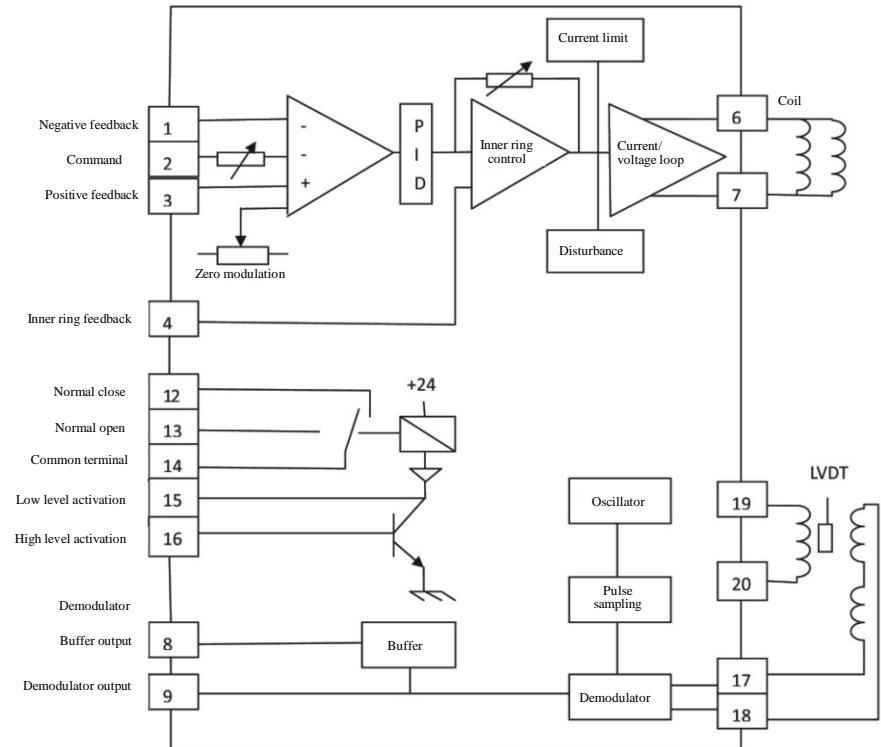 Current limit
Negative feedback
1
-
P
I
D
Inner ring
control
Current/
voltage loop
6
Coil
Command
2
-
Positive feedback
3
+
7
Zero modulation
Disturbance
Inner ring feedback
4
Normal close
12
+24
Normal open
13
Common terminal
14
LVDT
Low level activation
15
Oscillator
19
High level activation
16
20
Pulse
sampling
Demodulator
Buffer output
8
Buffer
Demodulator output
9
Demodulator
17
18